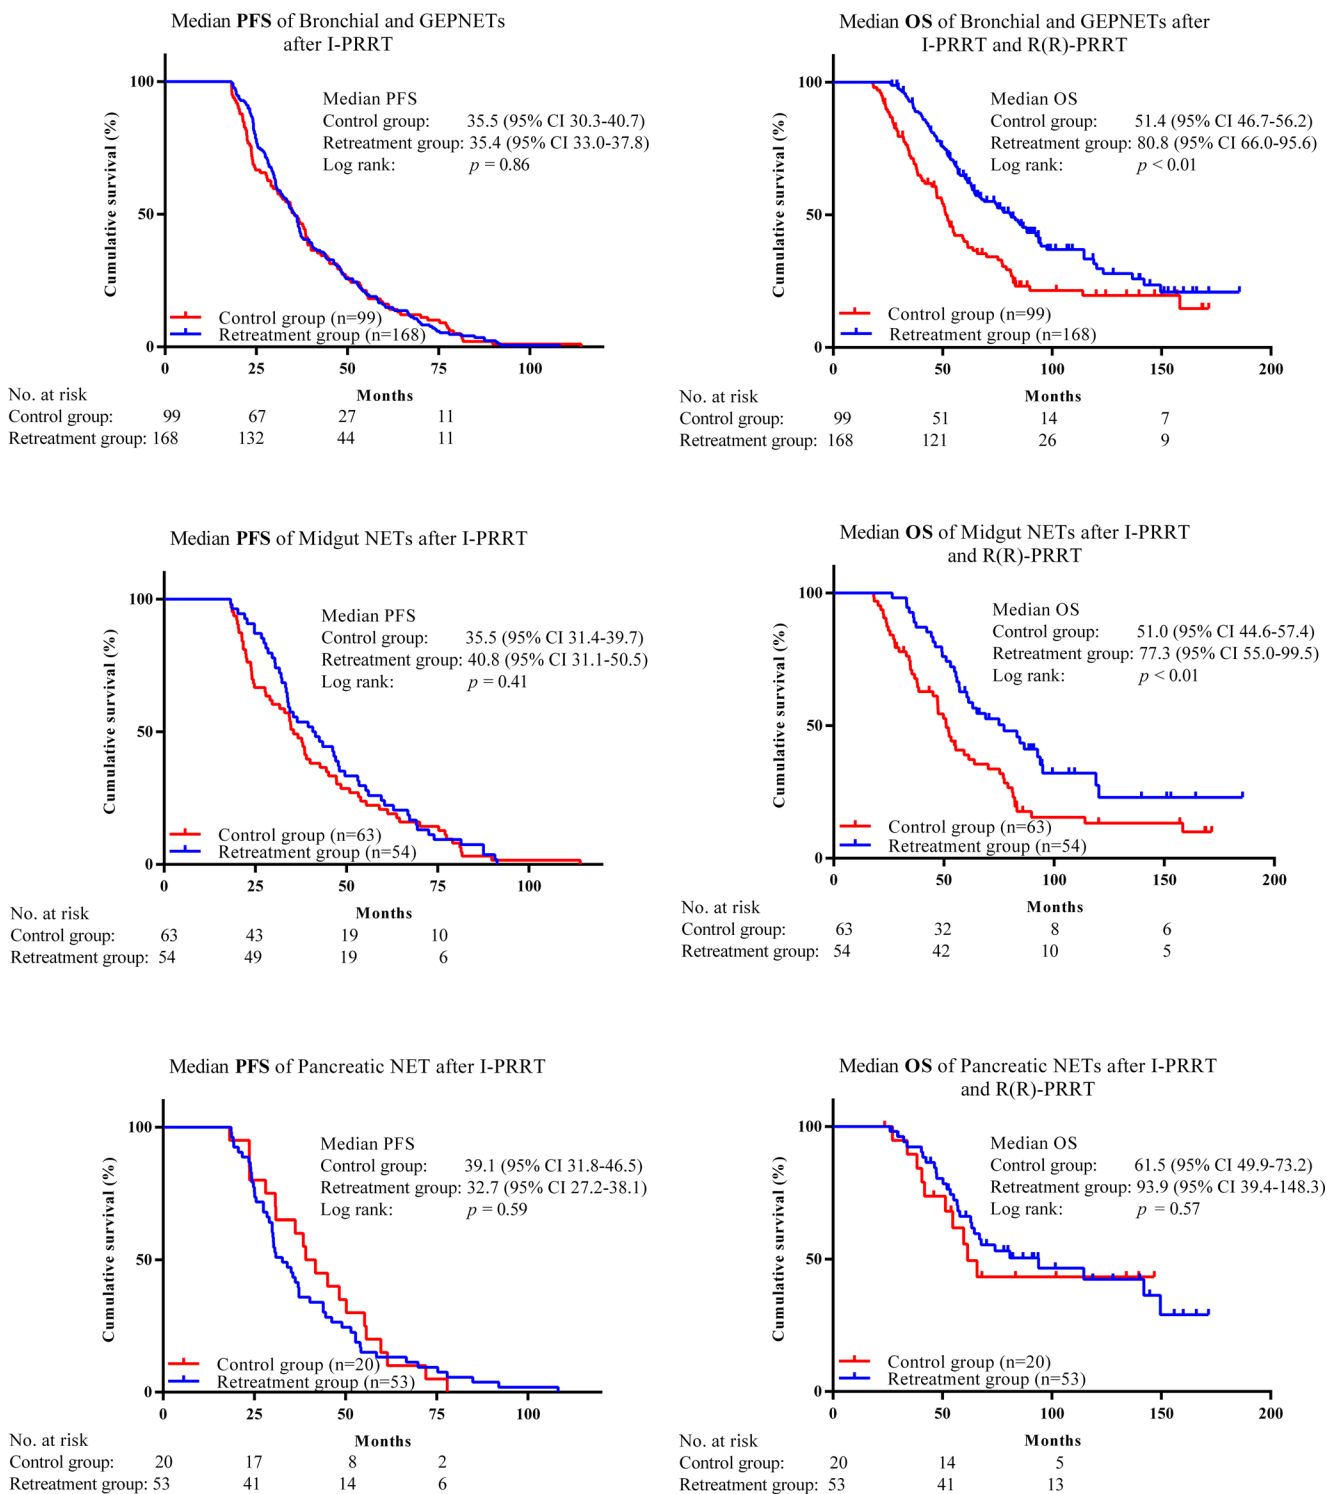 Median PFS of Bronchial and GEPNETs
after I-PRRT
Cumulative survival (%)
100
50
0
Median PFS
Control group: 35.5 (95% CI 30.3-40.7)
Retreatment group: 35.4 (95% CI 33.0-37.8)
Log rank: p = 0.86
Control group (n=99)
Retreatment group (n=168)
0 25 50 75 100
Months
No. at risk
Control group: 99 67 27 11
Retreatment group: 168 132 44 11
Median OS of Bronchial and GEPNETs after
I-PRRT and R(R)-PRRT
Cumulative survival (%)
100
50
0
Median OS
Control group: 51.4 (95% CI 46.7-56.2)
Retreatment group: 80.8 (95% CI 66.0-95.6)
Log rank: p < 0.01
Control group (n=99)
Retreatment group (n=168)
0 50 100 150 200
Months
No. at risk
Control group: 99 51 14 7
Retreatment group: 168 121 26 9
Median PFS of Midgut NETs after I-PRRT
Cumulative survival (%)
100
50
0
Median PFS
Control group: 35.5 (95% CI 31.4-39.7)
Retreatment group: 40.8 (95% CI 31.1-50.5)
Log rank: p = 0.41
Control group (n=63)
Retreatment group (n=54)
0 25 50 75 100
Months
No. at risk
Control group: 63 43 19 10
Retreatment group: 54 49 19 6
Median OS of Midgut NETs after I-PRRT
and R(R)-PRRT
Cumulative survival (%)
100
50
0
Median OS
Control group: 51.0 (95% CI 44.6-57.4)
Retreatment group: 77.3 (95% CI 55.0-99.5)
Log rank: p < 0.01
Control group (n=63)
Retreatment group (n=54)
0 50 100 150 200
Months
No. at risk
Control group: 63 32 8 6
Retreatment group: 54 42 10 5
Median PFS of Pancreatic NET after I-PRRT
Cumulative survival (%)
100
50
0
Median PFS
Control group: 39.1 (95% CI 31.8-46.5)
Retreatment group: 32.7 (95% CI 27.2-38.1)
Log rank: p = 0.59
Control group (n=20)
Retreatment group (n=53)
0 25 50 75 100
Months
No. at risk
Control group: 20 17 8 2
Retreatment group: 53 41 14 6
Median OS of Pancreatic NETs after I-PRRT
and R(R)-PRRT
Cumulative survival (%)
100
50
0
Median OS
Control group: 61.5 (95% CI 49.9-73.2)
Retreatment group: 93.9 (95% CI 39.4-148.3)
Log rank: p = 0.57
Control group (n=20)
Retreatment group (n=53)
0 50 100 150 200
Months
No. at risk
Control group: 20 14 5
Retreatment group: 53 41 13